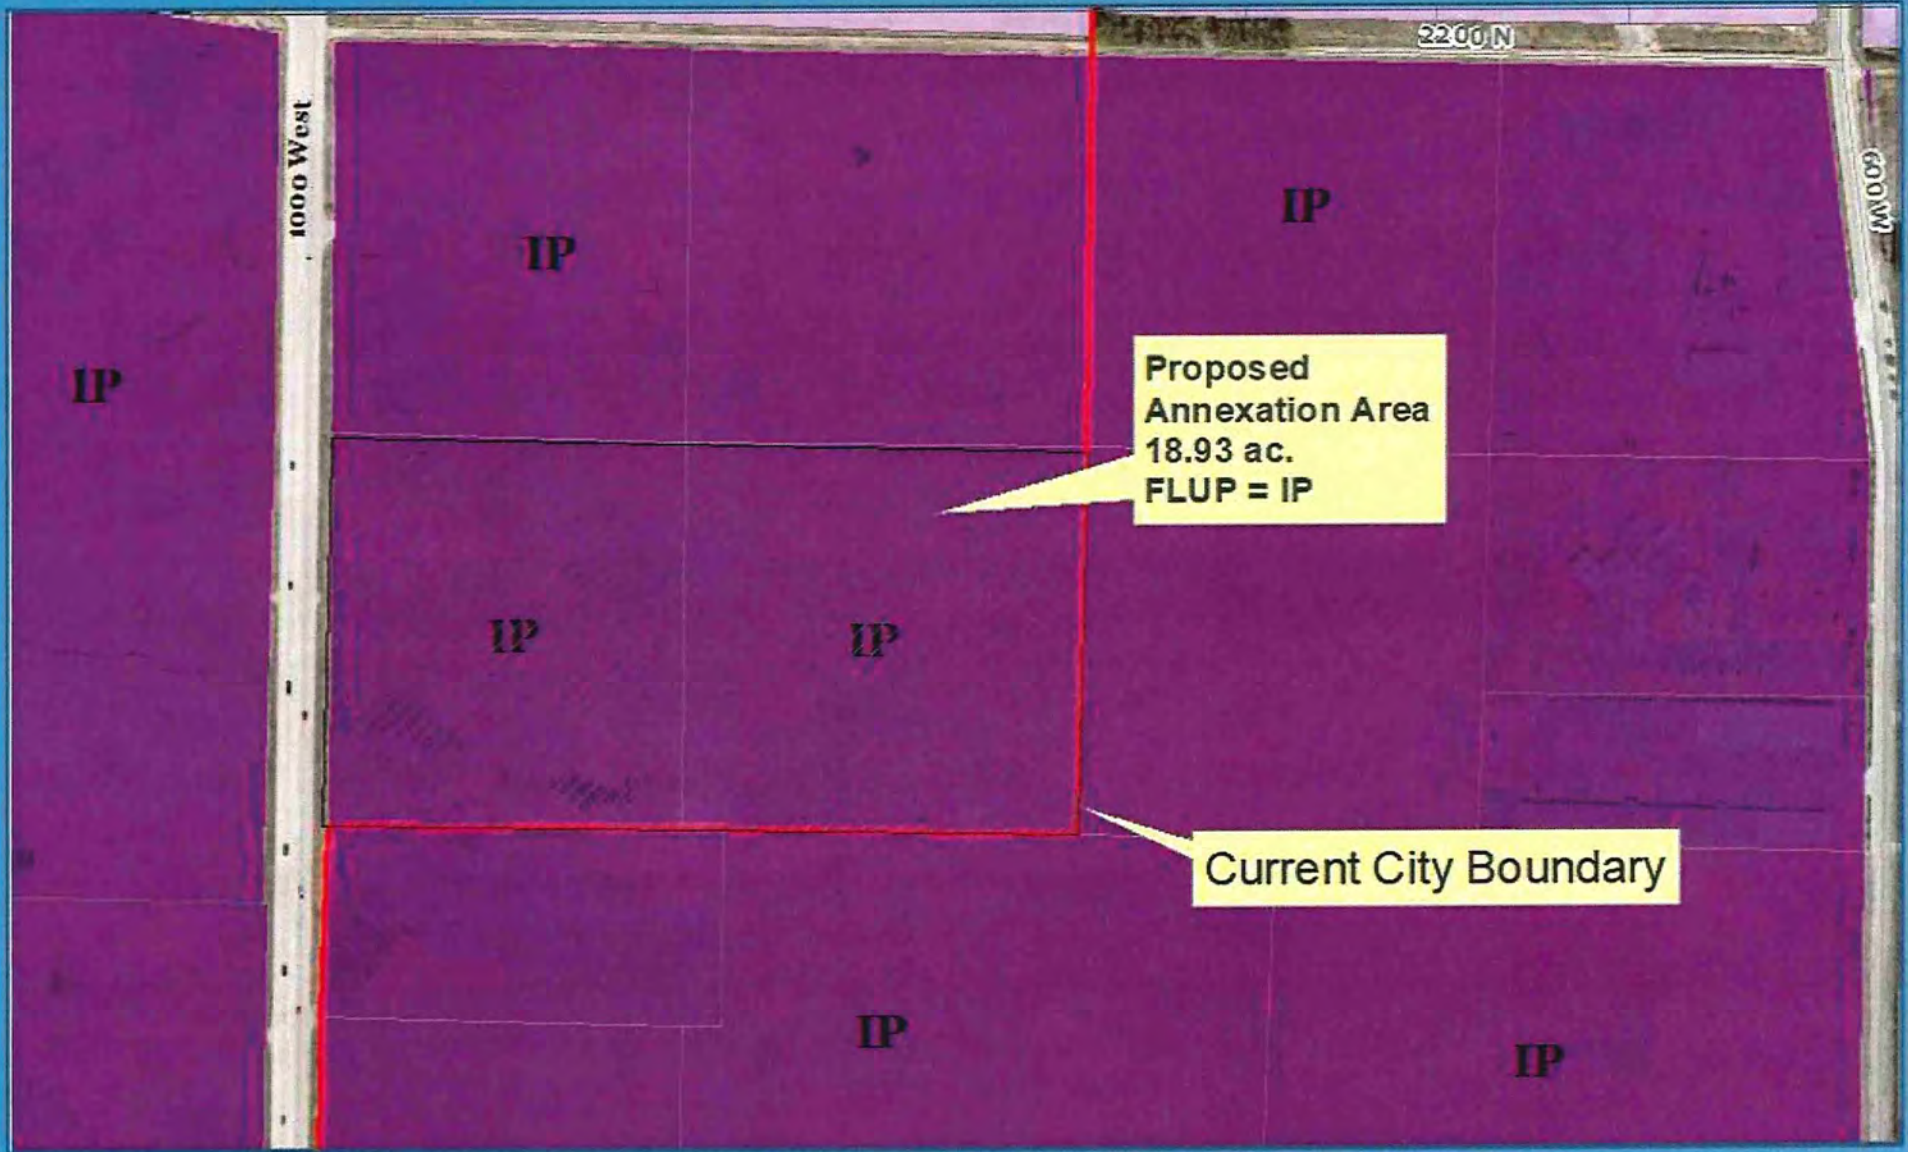 2200 N
1000 West
600 W
IP
IP
IP
Proposed
Annexation Area
18.93 ac.
FLUP = IP
IP
IP
Current City Boundary
IP
IP